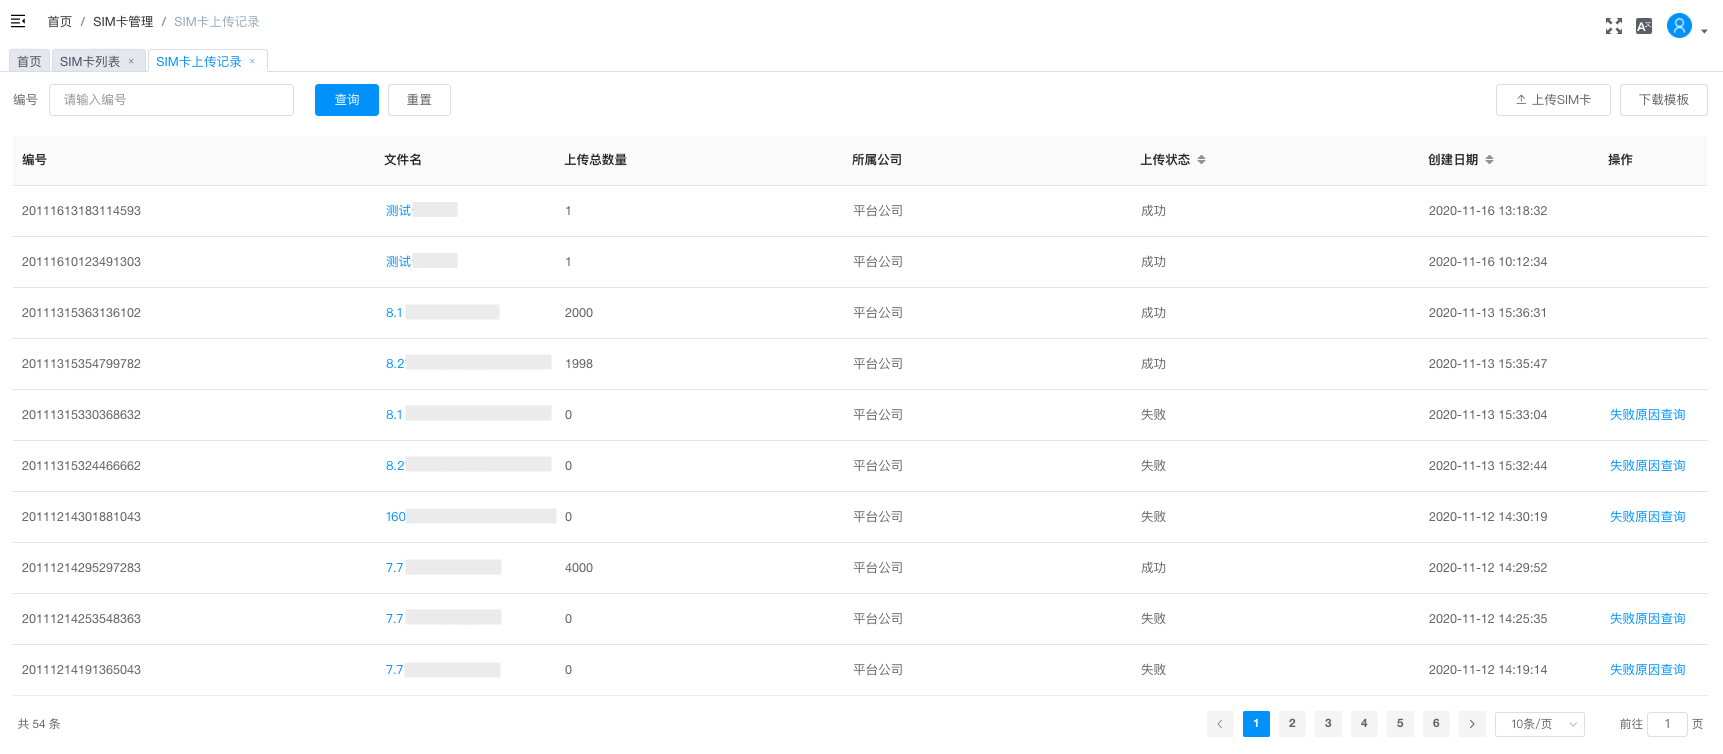 首页 / SIM卡管理 / SIM卡上传记录
首页 SIM卡列表 × SIM卡上传记录 ×
编号 请输入编号 查询 重置 上传SIM卡 下载模板
编号 文件名 上传总数量 所属公司 上传状态 创建日期 操作
20111613183114593 测试 1 平台公司 成功 2020-11-16 13:18:32
20111610123491303 测试 1 平台公司 成功 2020-11-16 10:12:34
20111315363136102 8.1 2000 平台公司 成功 2020-11-13 15:36:31
20111315354799782 8.2 1998 平台公司 成功 2020-11-13 15:35:47
20111315330368632 8.1 0 平台公司 失败 2020-11-13 15:33:04 失败原因查询
20111315324466662 8.2 0 平台公司 失败 2020-11-13 15:32:44 失败原因查询
20111214301881043 160 0 平台公司 失败 2020-11-12 14:30:19 失败原因查询
20111214295297283 7.7 4000 平台公司 成功 2020-11-12 14:29:52
20111214253548363 7.7 0 平台公司 失败 2020-11-12 14:25:35 失败原因查询
20111214191365043 7.7 0 平台公司 失败 2020-11-12 14:19:14 失败原因查询
共 54 条 1 2 3 4 5 6 10条/页 前往 1 页